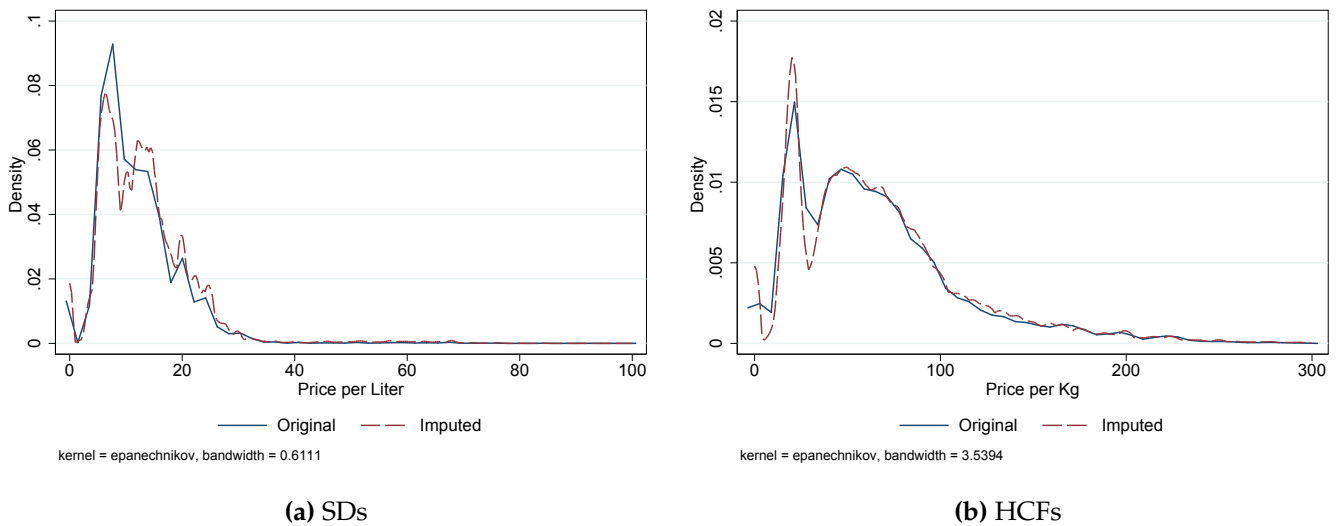 .1
.08
.06
.04
.02
0
Density
0 20 40 60 80 100
Price per Liter
Original Imputed
kernel = epanechnikov, bandwidth = 0.6111
(a) SDs
.02
.015
.01
.005
0
Density
0 100 200 300
Price per Kg
Original Imputed
kernel = epanechnikov, bandwidth = 3.5394
(b) HCFs